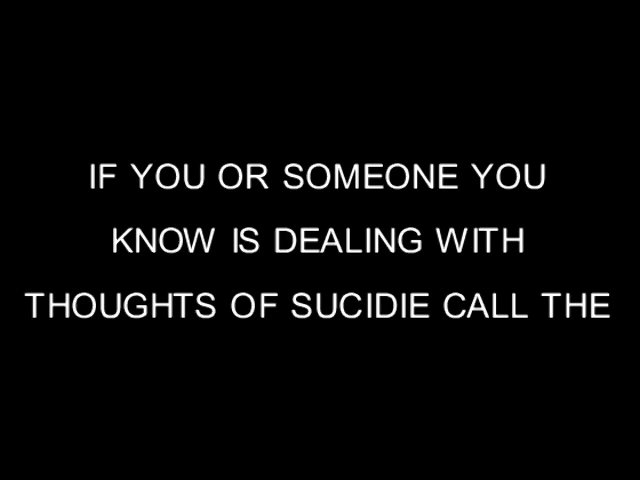 IF YOU OR SOMEONE YOU
KNOW IS DEALING WITH
THOUGHTS OF SUCIDIE CALL THE